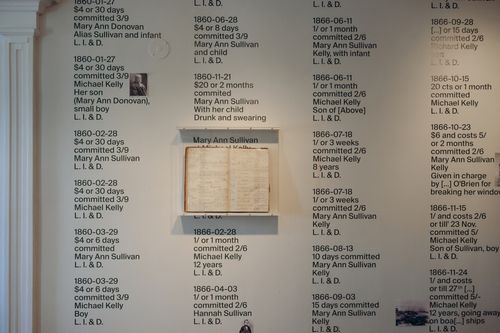 1860-01-27
$4 or 30 days
committed 3/9
Mary Ann Donovan
Alias Sullivan and infant
L. I. & D.
1860-01-27
$4 or 30 days
committed 3/9
Michael Kelly
Her son
(Mary Ann Donovan),
small boy
L. I. & D.
1860-02-28
$4 or 30 days
committed 3/9
Mary Ann Sullivan
L. I. & D.
1860-02-28
$4 or 30 days
committed 3/9
Michael Kelly
L. I. & D.
1860-03-29
$4 or 6 days
committed 3/9
Mary Ann Sullivan
L. I. & D.
1860-03-29
$4 or 6 days
committed 3/9
Michael Kelly
Boy
L. I. & D.
L. I. & D.
1860-06-28
$4 or 8 days
committed 3/9
Mary Ann Sullivan
and child
L. I. & D.
1860-11-21
$20 or 2 months
commited
Mary Ann Sullivan
With her child
Drunk and swearing
Mary Ann Sullivan
Michael Kelly
L. I. & D.
1866-02-28
1/ or 1 month
committed 2/6
Michael Kelly
12 years
L. I. & D.
1866-04-03
1/ or 1 month
committed 2/6
Hannah Sullivan
L. I. & D.
1866-06-11
1/ or 1 month
committed 2/6
Mary Ann Sullivan
Kelly, with infant
L. I. & D.
1866-06-11
1/ or 1 month
committed 2/6
Michael Kelly
Son of [Above]
L. I. & D.
1866-07-18
1/ or 3 weeks
committed 2/6
Michael Kelly
8 years
L. I. & D.
1866-07-18
1/ or 3 weeks
committed 2/6
Mary Ann Sullivan
Kelly
L. I. & D.
1866-08-13
10 days committed
Mary Ann Sullivan
Kelly
L. I. & D.
1866-09-03
15 days committed
Mary Ann Sullivan
Kelly
L. I. & D.
1866-09-28
[...] or 15 days
committed 2/6
Richard Kelly
L. I. & D.
1866-10-15
20 cts or 1 month
committed 2/6
Michael Kelly
L. I. & D.
1866-10-23
$6 and costs 5/
or 2 months
committed 2/6
Mary Ann Sullivan
Kelly
Given in charge
by [...] O'Brien for
breaking her window
1866-11-15
1/ and costs 2/6
or till' 23 Nov.
committed 5/
Michael Kelly
Son of Sullivan, boy
L. I. & D.
1866-11-24
1/ and costs
or till 27th [...]
committed 5/-
Michael Kelly
12 years, going away
on boa[..] ships
L. I. & D.